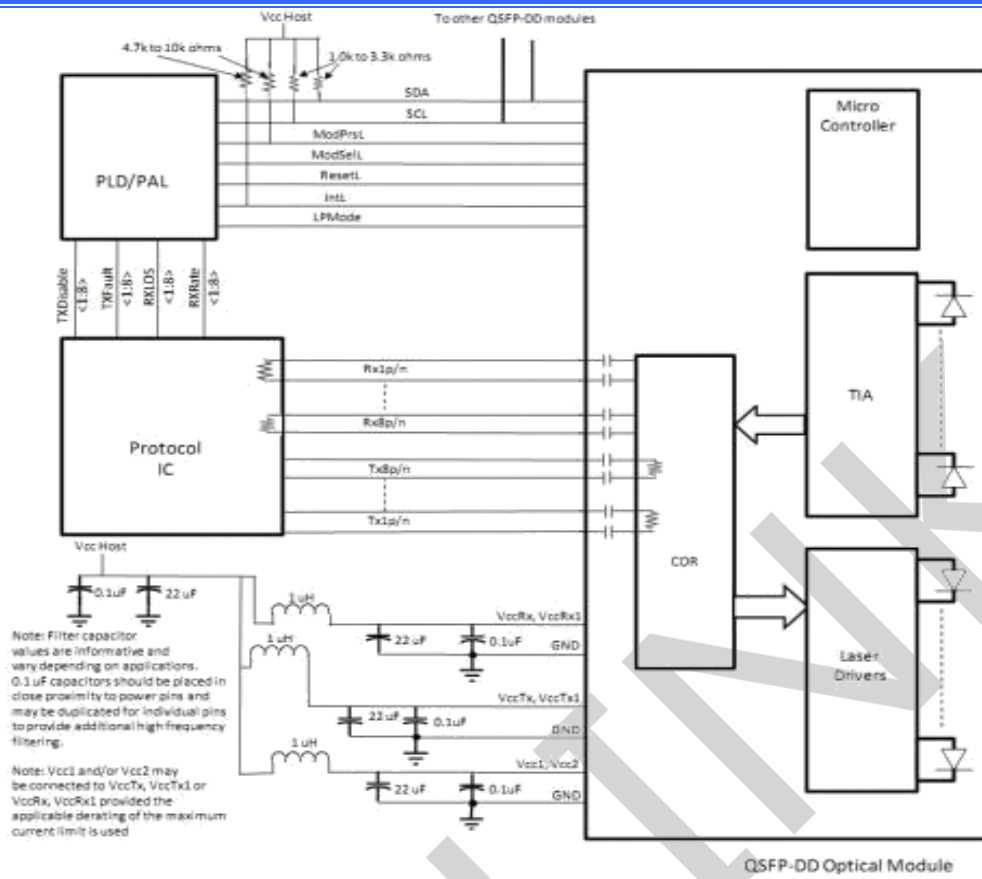 Vcc Host
To other QSFP-DD modules
4.7k to 10k ohms
1.0k to 3.3k ohms
SDA
SCL
ModPrsL
ModSelL
ResetL
IntL
LPMode
PLD/PAL
Micro
Controller
TXDisable
<1:8>
TXFault
<1:8>
RXLOS
<1:8>
RXRate
<1:8>
Rx1p/n
Rx8p/n
Tx8p/n
Tx1p/n
Protocol
IC
TIA
CDR
Laser
Drivers
Vcc Host
0.1uF
22 uF
1 uH
VccRx, VccRx1
22 uF
0.1uF
GND
1 uH
VccTx, VccTx1
22 uF
0.1uF
GND
1 uH
Vcc1, Vcc2
22 uF
0.1uF
GND
Note: Filter capacitor
values are informative and
vary depending on applications.
0.1 uF capacitors should be placed in
close proximity to power pins and
may be duplicated for individual pins
to provide additional high frequency
filtering.
Note: Vcc1 and/or Vcc2 may
be connected to VccTx, VccTx1 or
VccRx, VccRx1 provided the
applicable derating of the maximum
current limit is used
QSFP-DD Optical Module